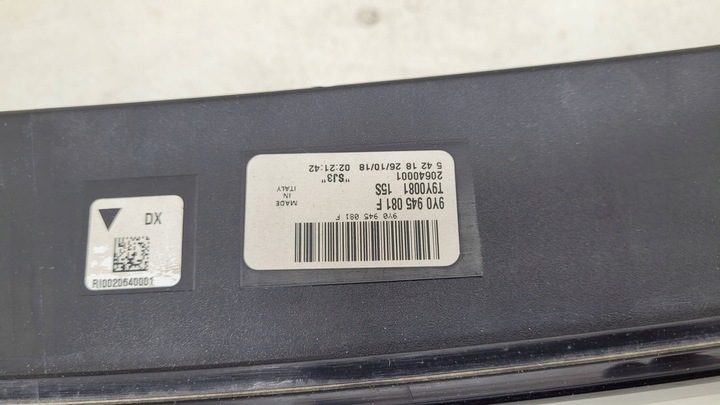 DX
RI0020640001
9Y0 945 081 F
9Y0 945 081 F
T9Y0081 15S
20640001
5 42 18 26/10/18 02:21:42
MADE
IN
ITALY
"SJ3"